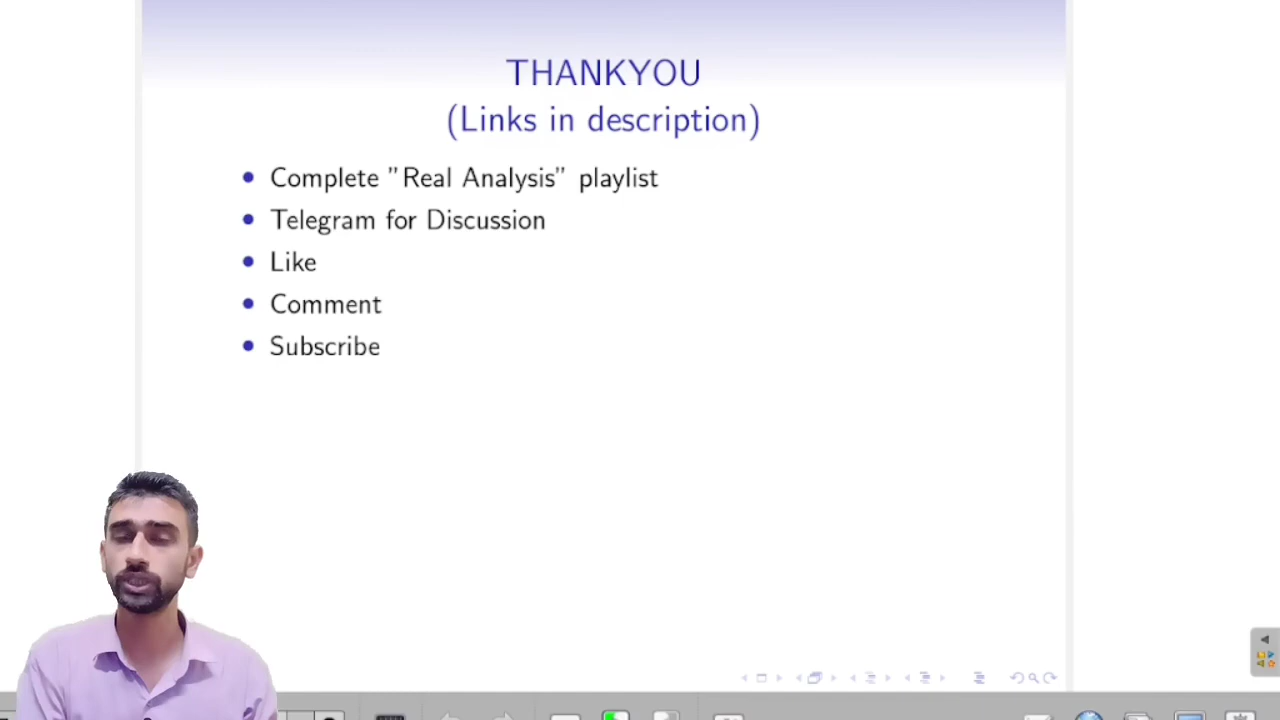 THANKYOU
(Links in description)
• Complete ”Real Analysis” playlist
• Telegram for Discussion
• Like
• Comment
• Subscribe